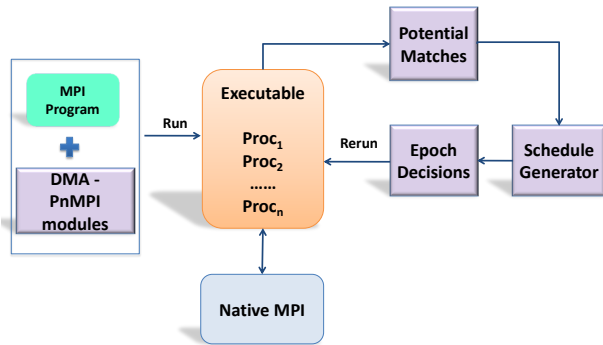 MPI
Program
+
DMA -
PnMPI
modules
Run
Executable
Proc₁
Proc₂
......
Procₙ
Native MPI
Potential
Matches
Schedule
Generator
Epoch
Decisions
Rerun